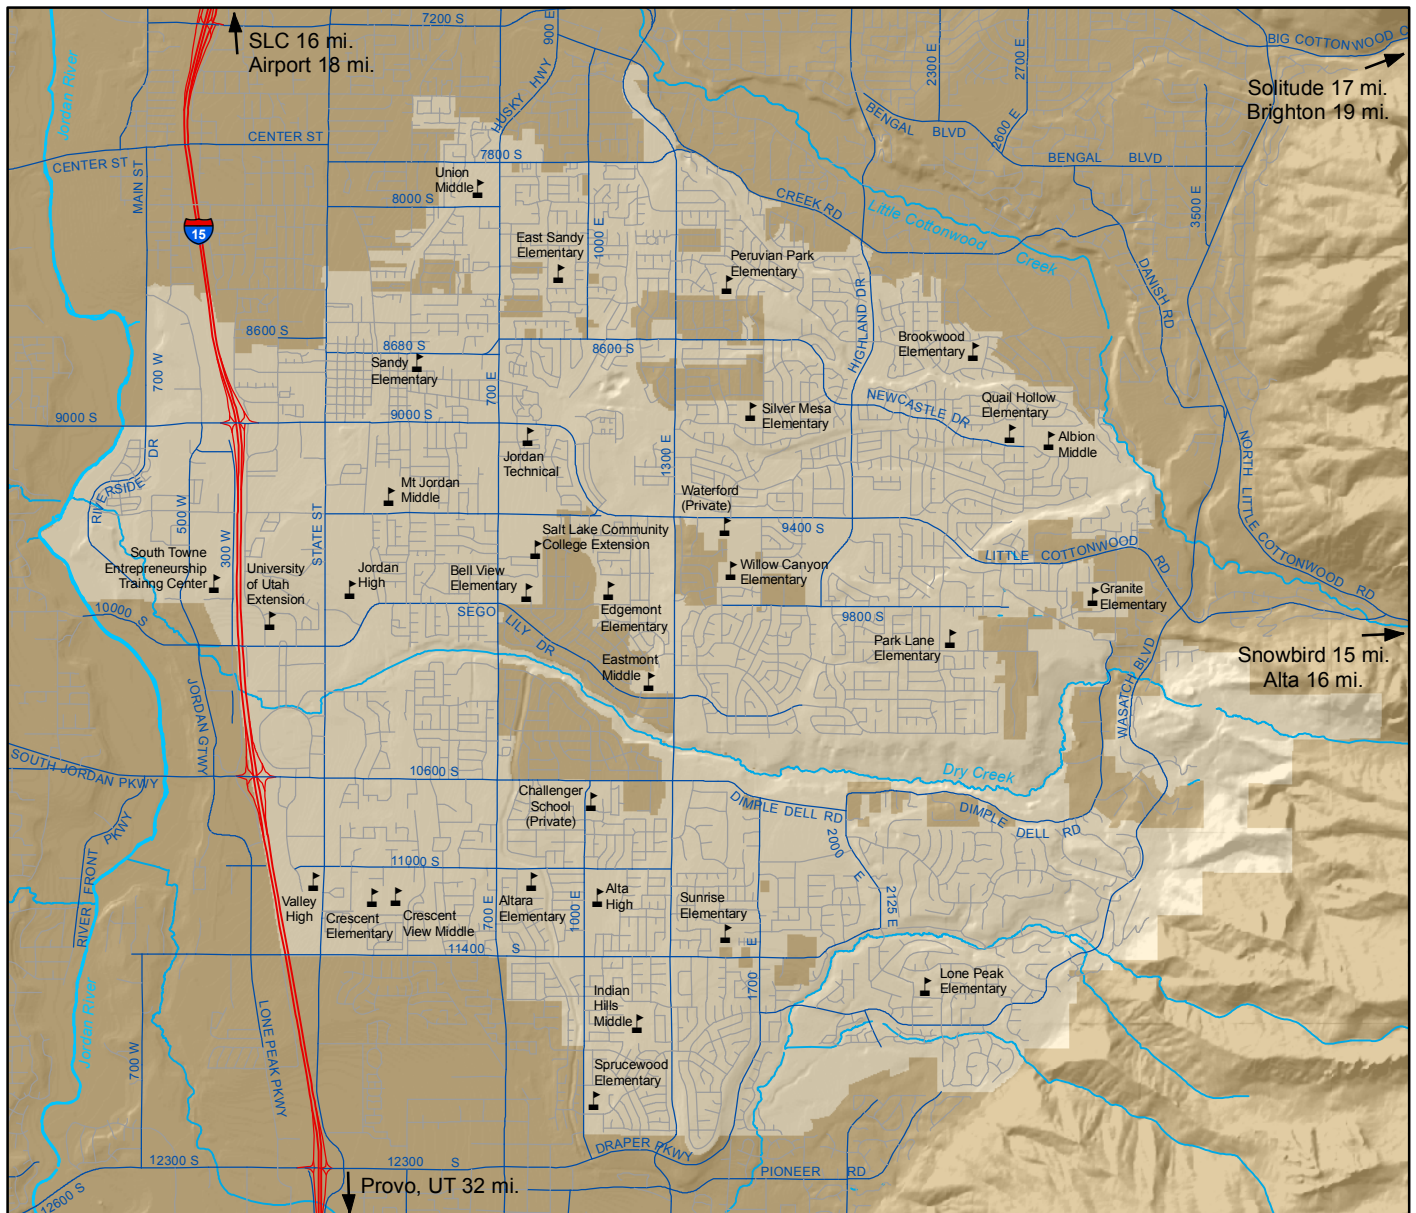 7200 S
SLC 16 mi.
Airport 18 mi.
900 E
HUSKY HWY
2300 E
2700 E
BIG COTTONWOOD C
Solitude 17 mi.
Brighton 19 mi.
Jordan River
CENTER ST
CENTER ST
MAIN ST
BENGAL BLVD
2600 E
BENGAL BLVD
7800 S
Union
Middle
8000 S
CREEK RD
3500 E
Little Cottonwood
Creek
15
East Sandy
Elementary
1000 E
Peruvian Park
Elementary
DANISH RD
HIGHLAND DR
8600 S
8680 S
8600 S
Brookwood
Elementary
700 W
Sandy
Elementary
700 E
9000 S
9000 S
NEWCASTLE DR
Quail Hollow
Elementary
Silver Mesa
Elementary
Albion
Middle
DR
RIVERSIDE
Jordan
Technical
1300 E
NORTH LITTLE COTTONWOOD RD
Mt Jordan
Middle
Waterford
(Private)
500 W
300 W
STATE ST
9400 S
Salt Lake Community
College Extension
LITTLE COTTONWOOD
RD
South Towne
Entrepreneurship
Training Center
University
of Utah
Extension
Jordan
High
Bell View
Elementary
Willow Canyon
Elementary
Granite
Elementary
10000 S
SEGO LILY DR
Edgemont
Elementary
9800 S
Park Lane
Elementary
Eastmont
Middle
Snowbird 15 mi.
Alta 16 mi.
WASATCH BLVD
JORDAN GTWY
SOUTH JORDAN PKWY
10600 S
Dry Creek
Challenger
School
(Private)
DIMPLE DELL RD
DIMPLE DELL RD
2000 E
RIVER FRONT PKWY
11000 S
Valley
High
Crescent
Elementary
Crescent
View Middle
700 E
Altara
Elementary
1000 E
Alta
High
Sunrise
Elementary
2125 E
11400 S
1700 E
Lone Peak
Elementary
Indian
Hills
Middle
Jordan River
700 W
LONE PEAK PKWY
Sprucewood
Elementary
DRAPER PKWY
12300 S
12300 S
PIONEER RD
12600 S
Provo, UT 32 mi.